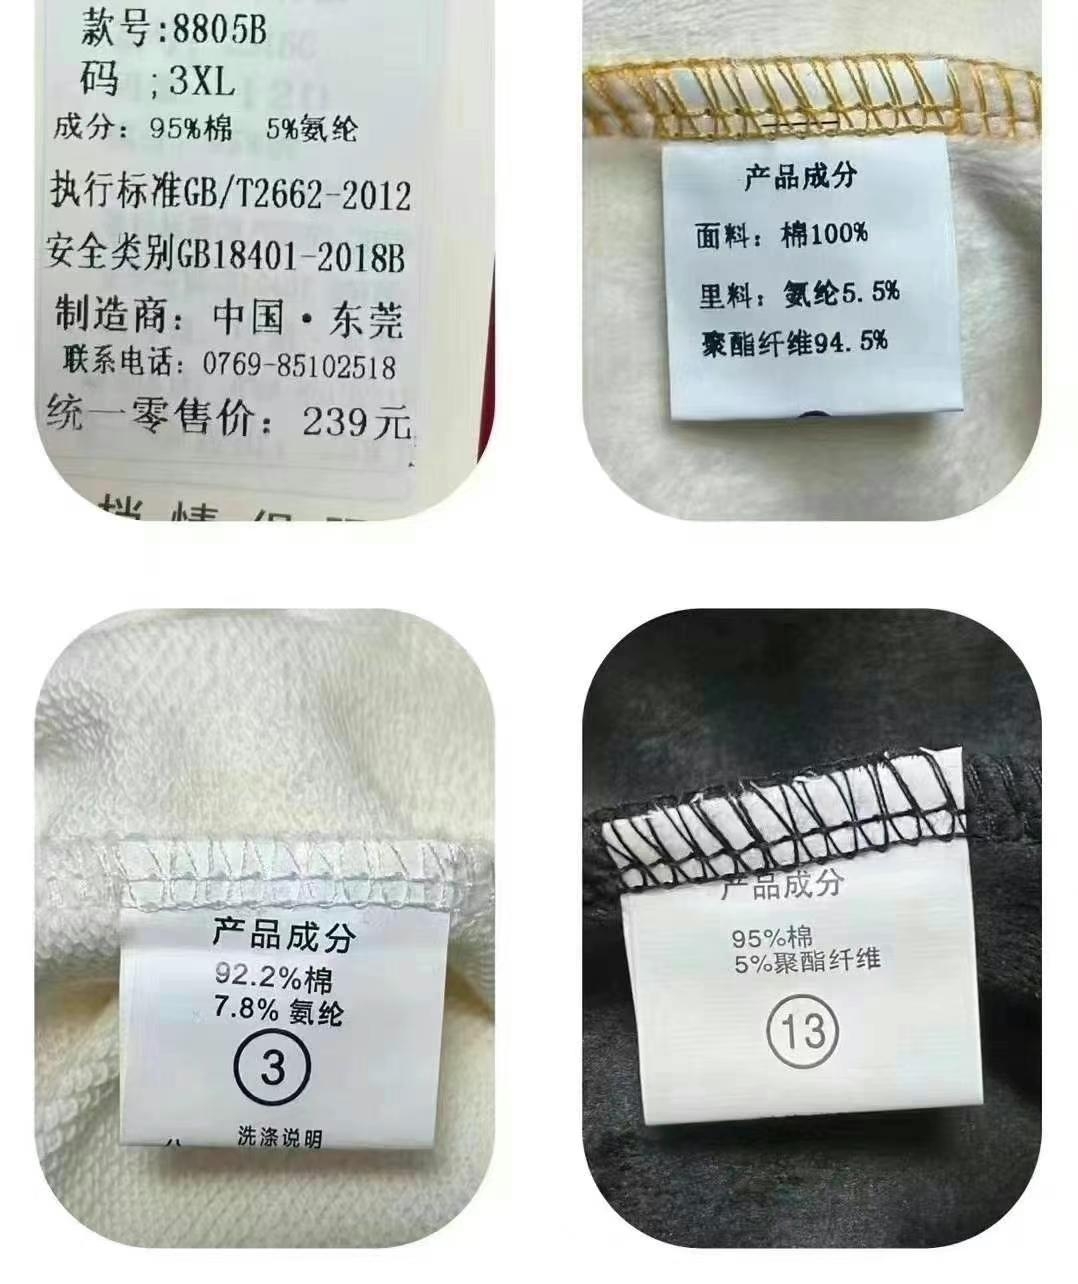 款号:8805B
码 ;3XL
成分：95%棉 5%氨纶
执行标准GB/T2662-2012
安全类别GB18401-2018B
制造商：中国·东莞
联系电话：0769-85102518
统一零售价：239元
产品成分
面料：棉100%
里料：氨纶5.5%
聚酯纤维94.5%
产品成分
92.2%棉
7.8% 氨纶
3
洗涤说明
产品成分
95%棉
5%聚酯纤维
13